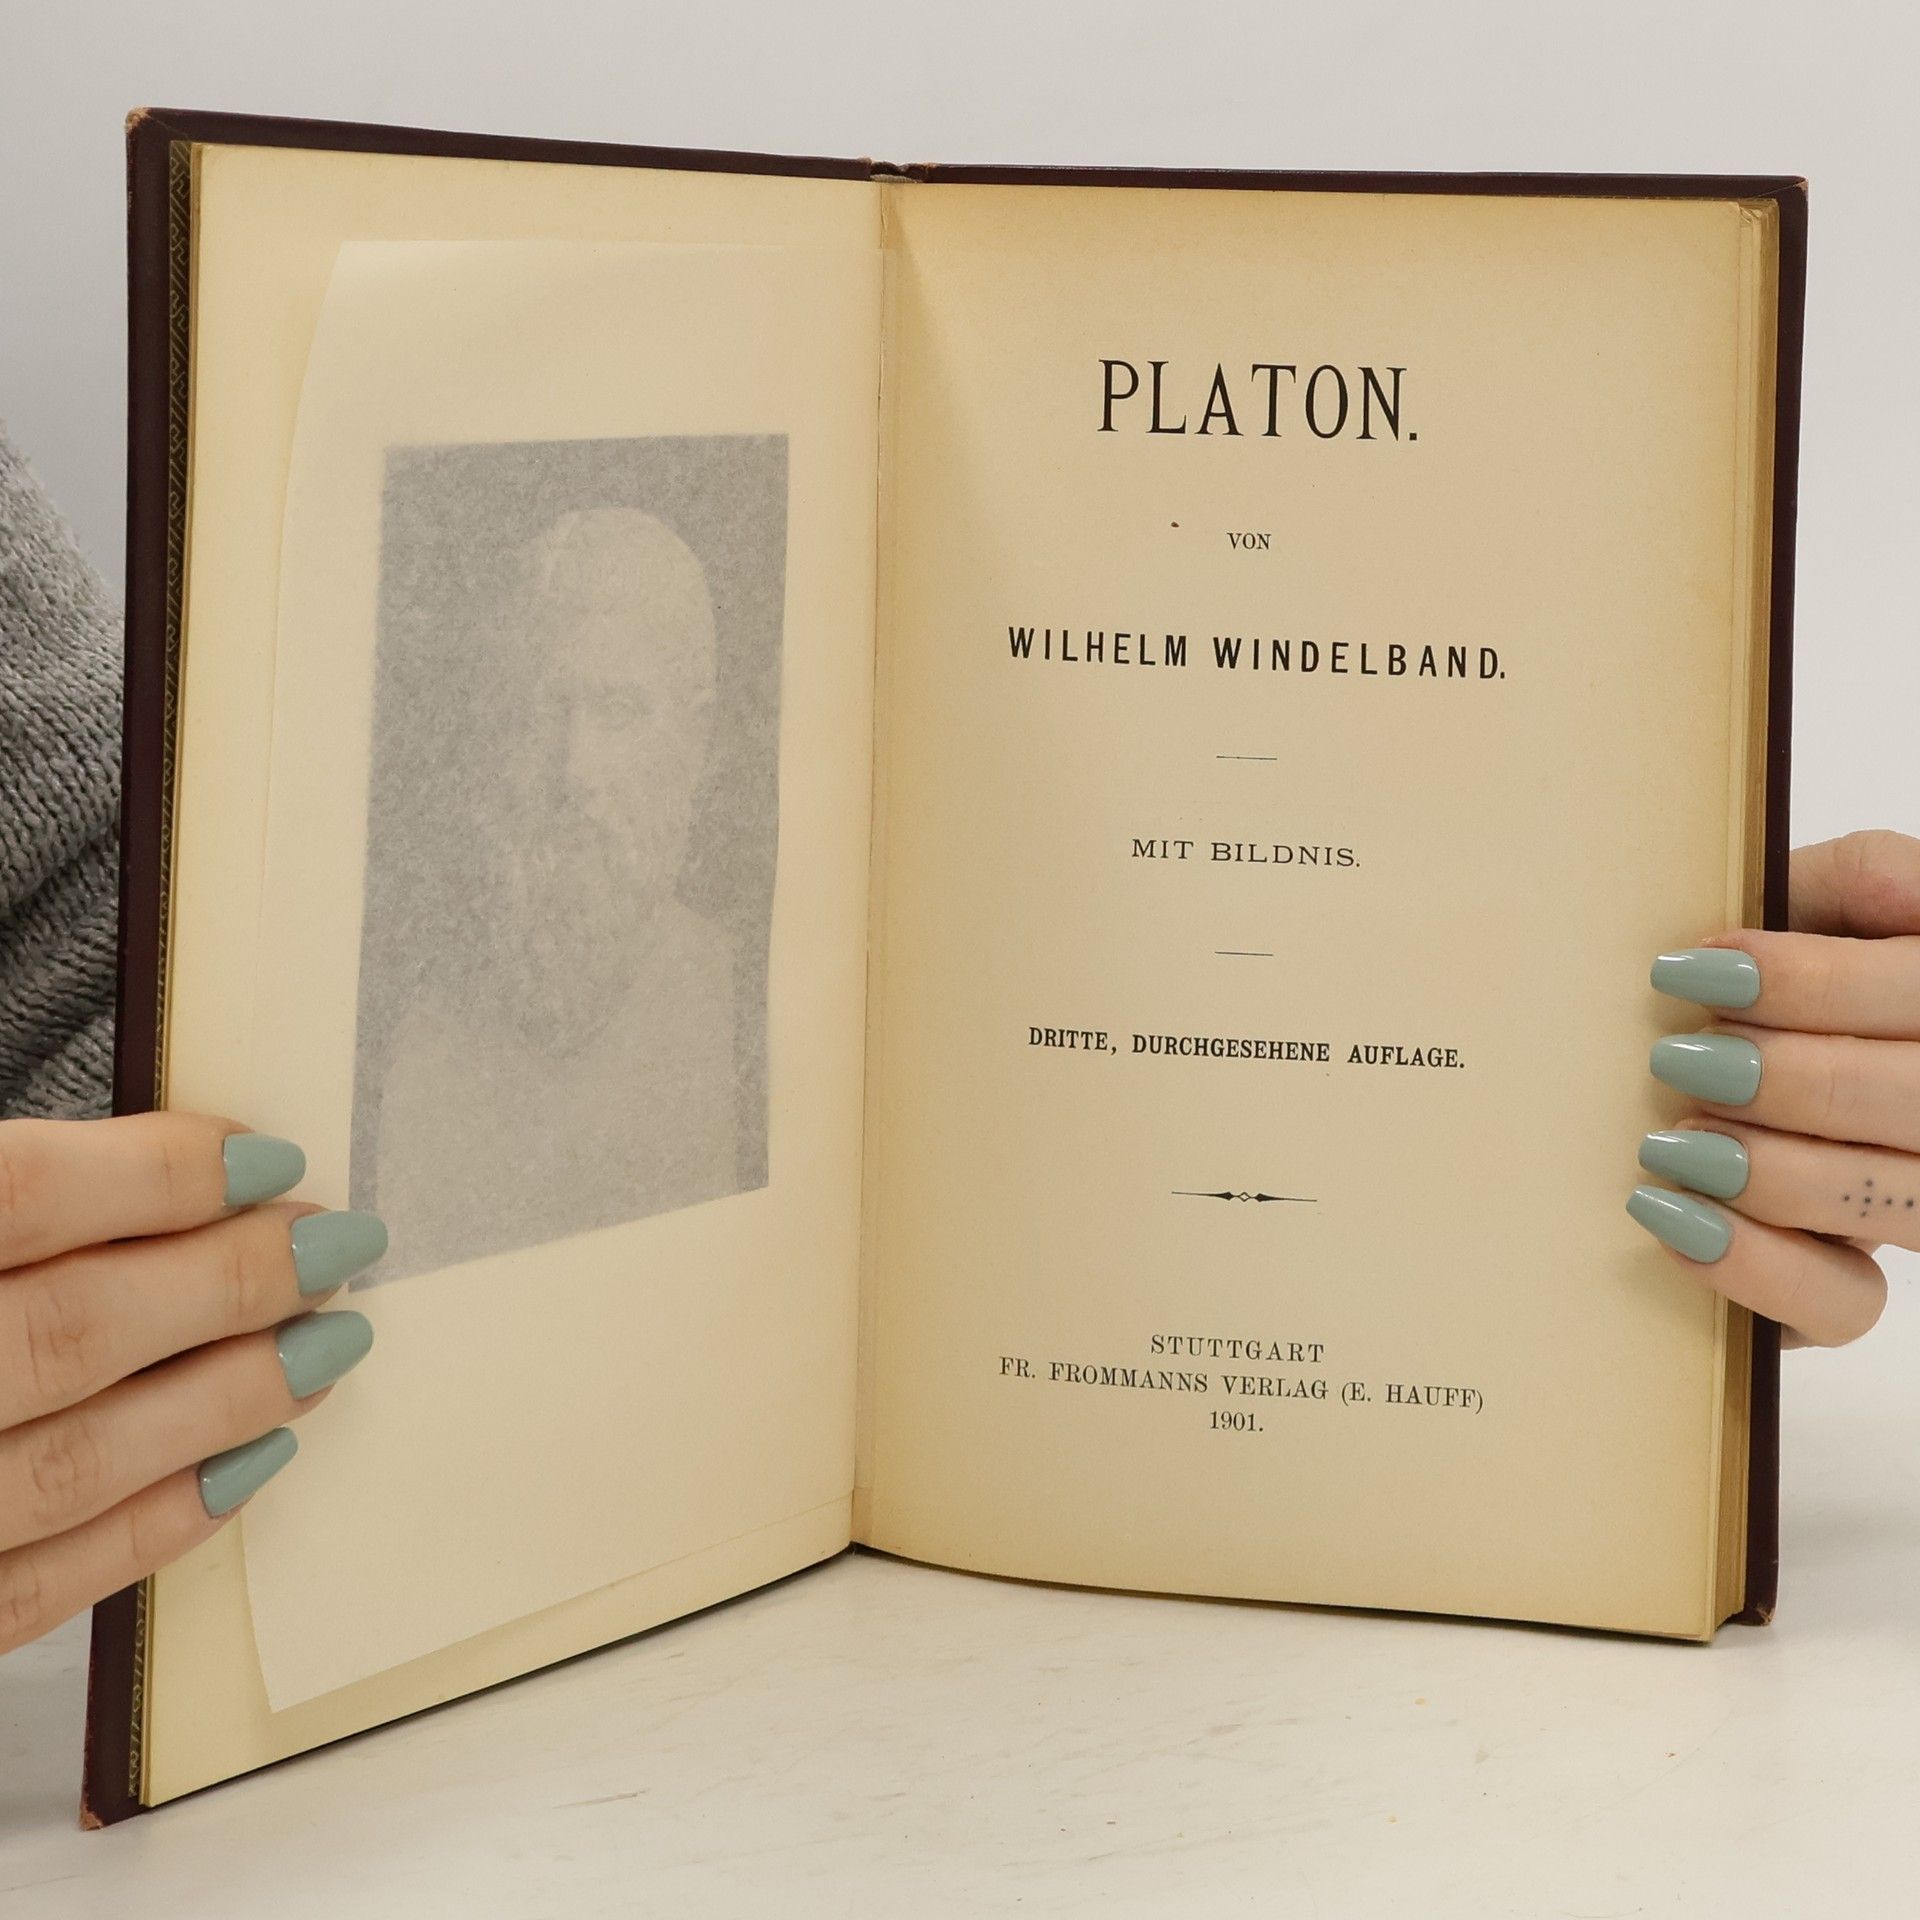 PLATON.
VON
WILHELM WINDELBAND.
MIT BILDNIS.
DRITTE, DURCHGESEHENE AUFLAGE.
STUTTGART
FR. FROMMANNS VERLAG (E. HAUFF)
1901.